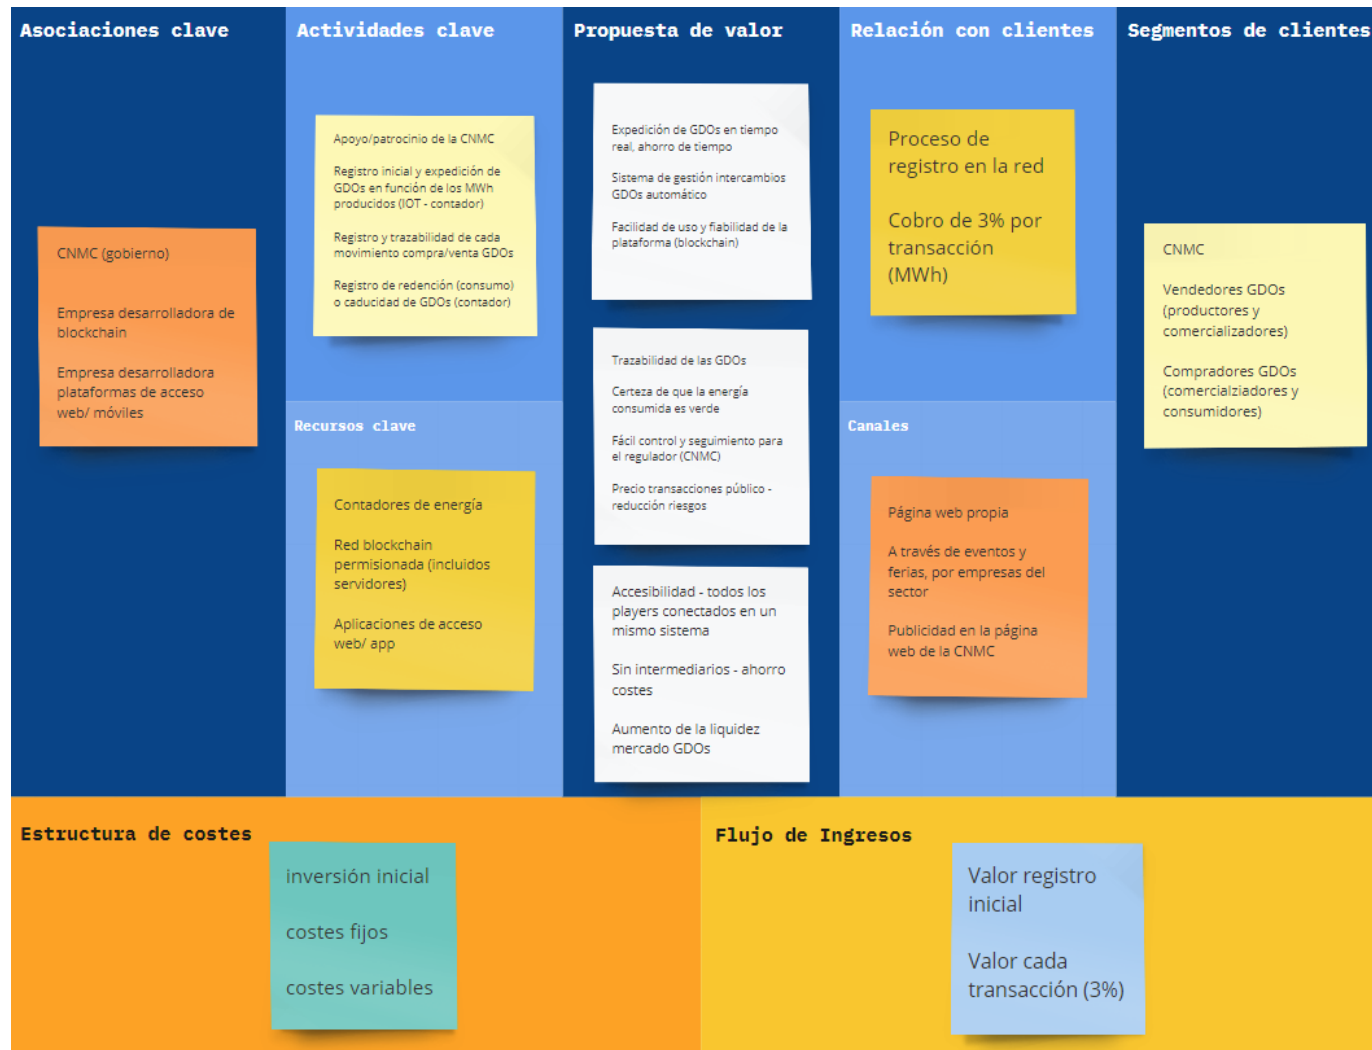 Asociaciones clave
CNMC (gobierno)
Empresa desarrolladora de
blockchain
Empresa desarrolladora
plataformas de acceso
web/ móviles
Actividades clave
Apoyo/patrocinio de la CNMC
Registro inicial y expedición de
GDOs en función de los MWh
producidos (IOT - contador)
Registro y trazabilidad de cada
movimiento compra/venta GDOs
Registro de redención (consumo)
o caducidad de GDOs (contador)
Recursos clave
Contadores de energía
Red blockchain
permisionada (incluidos
servidores)
Aplicaciones de acceso
web/ app
Propuesta de valor
Expedición de GDOs en tiempo
real, ahorro de tiempo
Sistema de gestión intercambios
GDOs automático
Facilidad de uso y fiabilidad de la
plataforma (blockchain)
Trazabilidad de las GDOs
Certeza de que la energía
consumida es verde
Fácil control y seguimiento para
el regulador (CNMC)
Precio transacciones público -
reducción riesgos
Accesibilidad - todos los
players conectados en un
mismo sistema
Sin intermediarios - ahorro
costes
Aumento de la liquidez
mercado GDOs
Relación con clientes
Proceso de
registro en la red
Cobro de 3% por
transacción
(MWh)
Canales
Página web propia
A través de eventos y
ferias, por empresas del
sector
Publicidad en la página
web de la CNMC
Segmentos de clientes
CNMC
Vendedores GDOs
(productores y
comercializadores)
Compradores GDOs
(comercialziadores y
consumidores)
Estructura de costes
inversión inicial
costes fijos
costes variables
Flujo de Ingresos
Valor registro
inicial
Valor cada
transacción (3%)